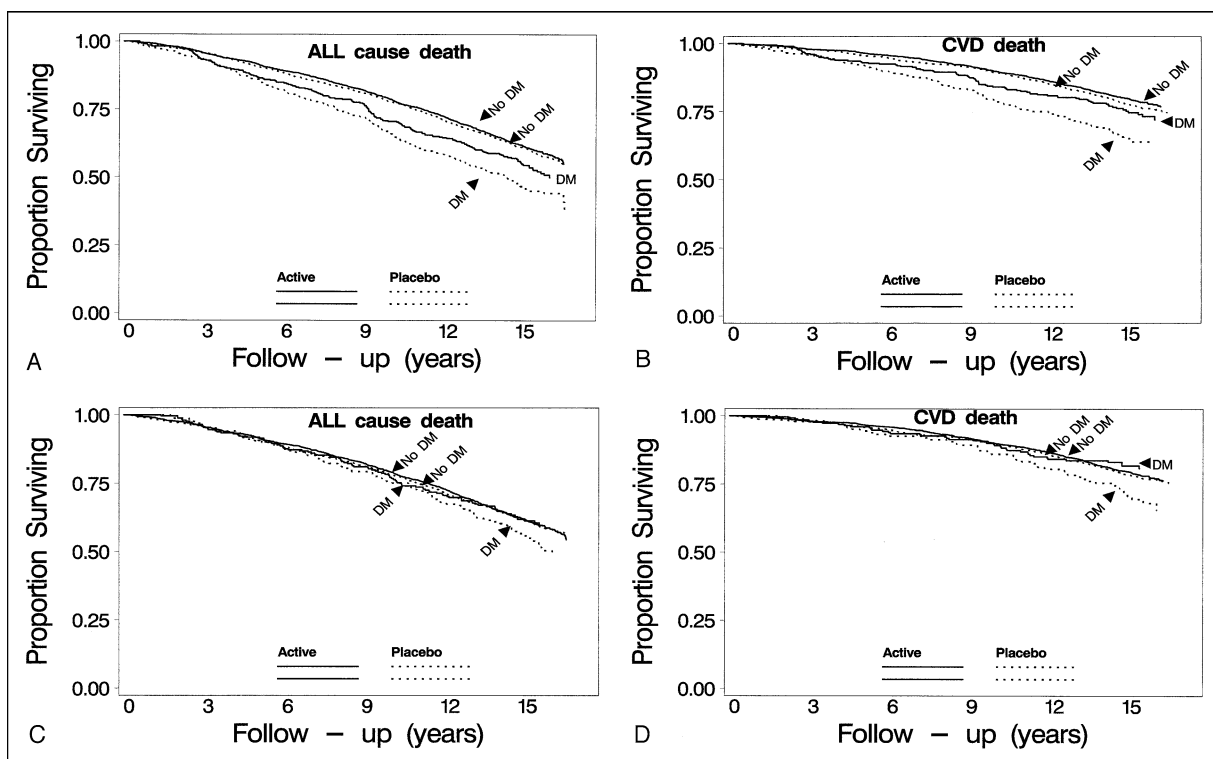 ALL cause death
1.00
0.75
0.50
0.25
0.00
Proportion Surviving
No DM
No DM
DM
DM
Active Placebo
0 3 6 9 12 15
Follow – up (years)
A
CVD death
1.00
0.75
0.50
0.25
0.00
Proportion Surviving
No DM
No DM
DM
DM
Active Placebo
0 3 6 9 12 15
Follow – up (years)
B
ALL cause death
1.00
0.75
0.50
0.25
0.00
Proportion Surviving
No DM
No DM
DM
DM
Active Placebo
0 3 6 9 12 15
Follow – up (years)
C
CVD death
1.00
0.75
0.50
0.25
0.00
Proportion Surviving
No DM
No DM
DM
DM
Active Placebo
0 3 6 9 12 15
Follow – up (years)
D